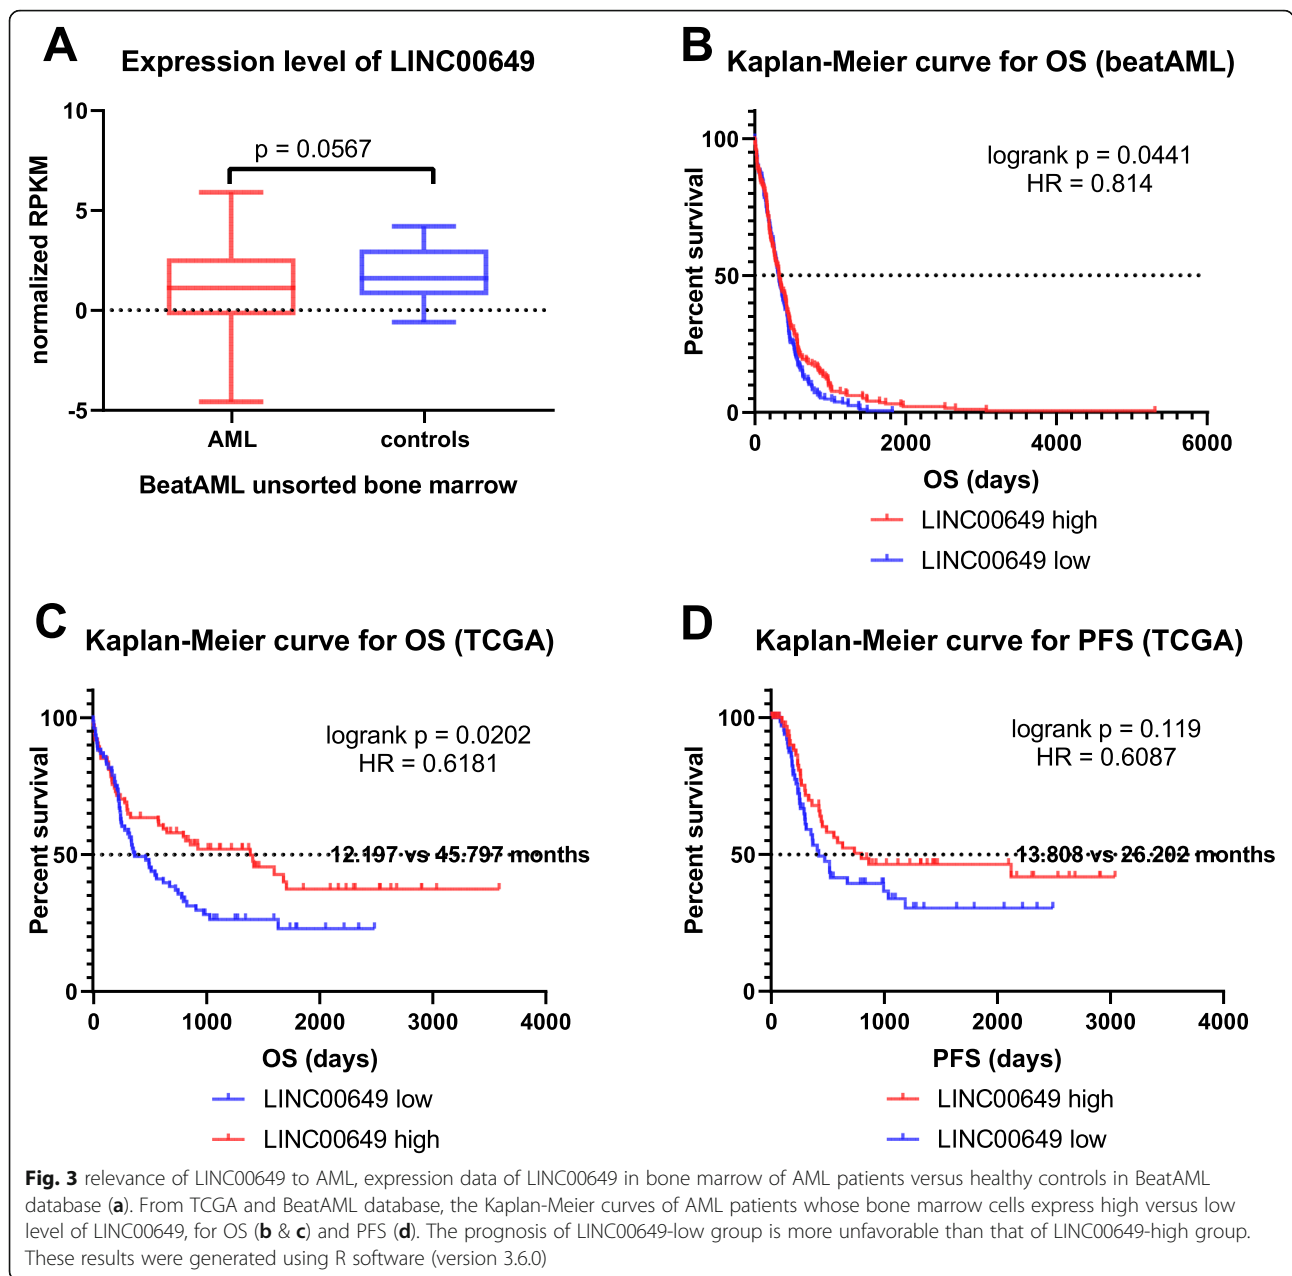 A
Expression level of LINC00649
10
5
0
-5
normalized RPKM
p = 0.0567
AML
controls
BeatAML unsorted bone marrow
B
Kaplan-Meier curve for OS (beatAML)
100
50
0
Percent survival
logrank p = 0.0441
HR = 0.814
0 2000 4000 6000
OS (days)
LINC00649 high
LINC00649 low
C
Kaplan-Meier curve for OS (TCGA)
100
50
0
Percent survival
logrank p = 0.0202
HR = 0.6181
12.197 vs 45.797 months
0 1000 2000 3000 4000
OS (days)
LINC00649 low
LINC00649 high
D
Kaplan-Meier curve for PFS (TCGA)
100
50
0
Percent survival
logrank p = 0.119
HR = 0.6087
13.808 vs 26.202 months
0 1000 2000 3000 4000
PFS (days)
LINC00649 high
LINC00649 low
Fig. 3 relevance of LINC00649 to AML, expression data of LINC00649 in bone marrow of AML patients versus healthy controls in BeatAML
database (a). From TCGA and BeatAML database, the Kaplan-Meier curves of AML patients whose bone marrow cells express high versus low
level of LINC00649, for OS (b & c) and PFS (d). The prognosis of LINC00649-low group is more unfavorable than that of LINC00649-high group.
These results were generated using R software (version 3.6.0)